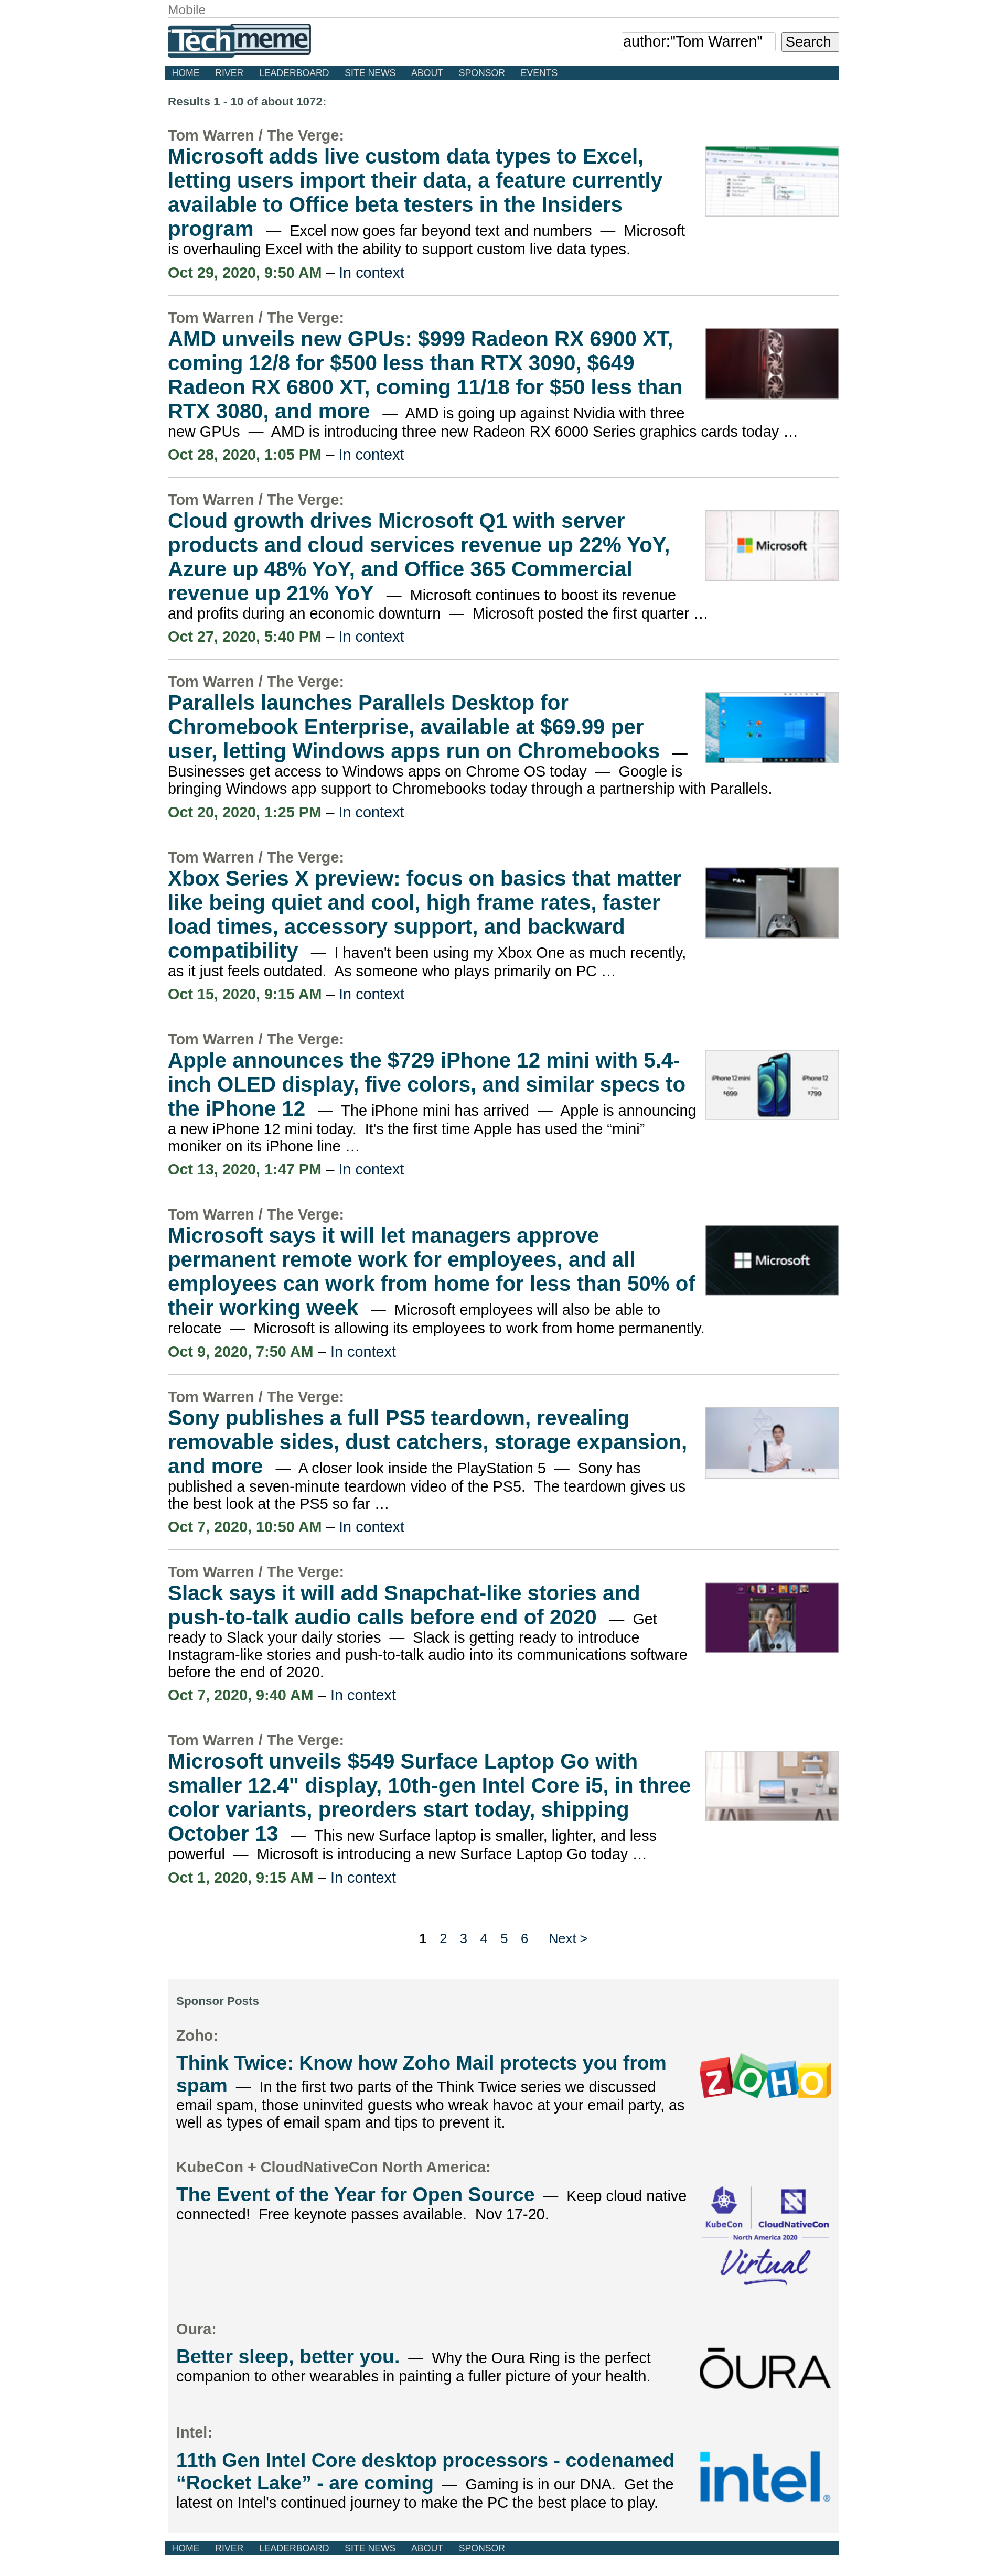 Mobile
Techmeme
author:"Tom Warren"
Search
HOME RIVER LEADERBOARD SITE NEWS ABOUT SPONSOR EVENTS
Results 1 - 10 of about 1072:
Tom Warren / The Verge:
Microsoft adds live custom data types to Excel,
letting users import their data, a feature currently
available to Office beta testers in the Insiders
program — Excel now goes far beyond text and numbers — Microsoft
is overhauling Excel with the ability to support custom live data types.
Oct 29, 2020, 9:50 AM – In context
Tom Warren / The Verge:
AMD unveils new GPUs: $999 Radeon RX 6900 XT,
coming 12/8 for $500 less than RTX 3090, $649
Radeon RX 6800 XT, coming 11/18 for $50 less than
RTX 3080, and more — AMD is going up against Nvidia with three
new GPUs — AMD is introducing three new Radeon RX 6000 Series graphics cards today …
Oct 28, 2020, 1:05 PM – In context
Tom Warren / The Verge:
Cloud growth drives Microsoft Q1 with server
products and cloud services revenue up 22% YoY,
Azure up 48% YoY, and Office 365 Commercial
revenue up 21% YoY — Microsoft continues to boost its revenue
and profits during an economic downturn — Microsoft posted the first quarter …
Microsoft
Oct 27, 2020, 5:40 PM – In context
Tom Warren / The Verge:
Parallels launches Parallels Desktop for
Chromebook Enterprise, available at $69.99 per
user, letting Windows apps run on Chromebooks —
Businesses get access to Windows apps on Chrome OS today — Google is
bringing Windows app support to Chromebooks today through a partnership with Parallels.
Oct 20, 2020, 1:25 PM – In context
Tom Warren / The Verge:
Xbox Series X preview: focus on basics that matter
like being quiet and cool, high frame rates, faster
load times, accessory support, and backward
compatibility — I haven't been using my Xbox One as much recently,
as it just feels outdated. As someone who plays primarily on PC …
Oct 15, 2020, 9:15 AM – In context
Tom Warren / The Verge:
Apple announces the $729 iPhone 12 mini with 5.4-
inch OLED display, five colors, and similar specs to
the iPhone 12 — The iPhone mini has arrived — Apple is announcing
a new iPhone 12 mini today. It's the first time Apple has used the “mini”
moniker on its iPhone line …
iPhone 12 mini
$699
iPhone 12
$799
Oct 13, 2020, 1:47 PM – In context
Tom Warren / The Verge:
Microsoft says it will let managers approve
permanent remote work for employees, and all
employees can work from home for less than 50% of
their working week — Microsoft employees will also be able to
relocate — Microsoft is allowing its employees to work from home permanently.
Microsoft
Oct 9, 2020, 7:50 AM – In context
Tom Warren / The Verge:
Sony publishes a full PS5 teardown, revealing
removable sides, dust catchers, storage expansion,
and more — A closer look inside the PlayStation 5 — Sony has
published a seven-minute teardown video of the PS5. The teardown gives us
the best look at the PS5 so far …
Oct 7, 2020, 10:50 AM – In context
Tom Warren / The Verge:
Slack says it will add Snapchat-like stories and
push-to-talk audio calls before end of 2020 — Get
ready to Slack your daily stories — Slack is getting ready to introduce
Instagram-like stories and push-to-talk audio into its communications software
before the end of 2020.
Oct 7, 2020, 9:40 AM – In context
Tom Warren / The Verge:
Microsoft unveils $549 Surface Laptop Go with
smaller 12.4" display, 10th-gen Intel Core i5, in three
color variants, preorders start today, shipping
October 13 — This new Surface laptop is smaller, lighter, and less
powerful — Microsoft is introducing a new Surface Laptop Go today …
Oct 1, 2020, 9:15 AM – In context
1 2 3 4 5 6 Next >
Sponsor Posts
Zoho:
Think Twice: Know how Zoho Mail protects you from
spam — In the first two parts of the Think Twice series we discussed
email spam, those uninvited guests who wreak havoc at your email party, as
well as types of email spam and tips to prevent it.
ZOHO
KubeCon + CloudNativeCon North America:
The Event of the Year for Open Source — Keep cloud native
connected! Free keynote passes available. Nov 17-20.
KubeCon CloudNativeCon
North America 2020
Virtual
Oura:
Better sleep, better you. — Why the Oura Ring is the perfect
companion to other wearables in painting a fuller picture of your health.
ŌURA
Intel:
11th Gen Intel Core desktop processors - codenamed
“Rocket Lake” - are coming — Gaming is in our DNA. Get the
latest on Intel's continued journey to make the PC the best place to play.
intel®
HOME RIVER LEADERBOARD SITE NEWS ABOUT SPONSOR